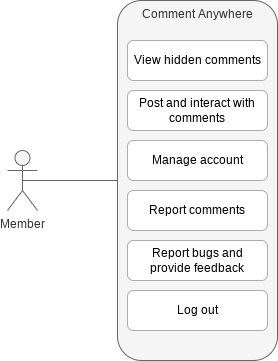 Comment Anywhere
View hidden comments
Post and interact with
comments
Manage account
Member
Report comments
Report bugs and
provide feedback
Log out